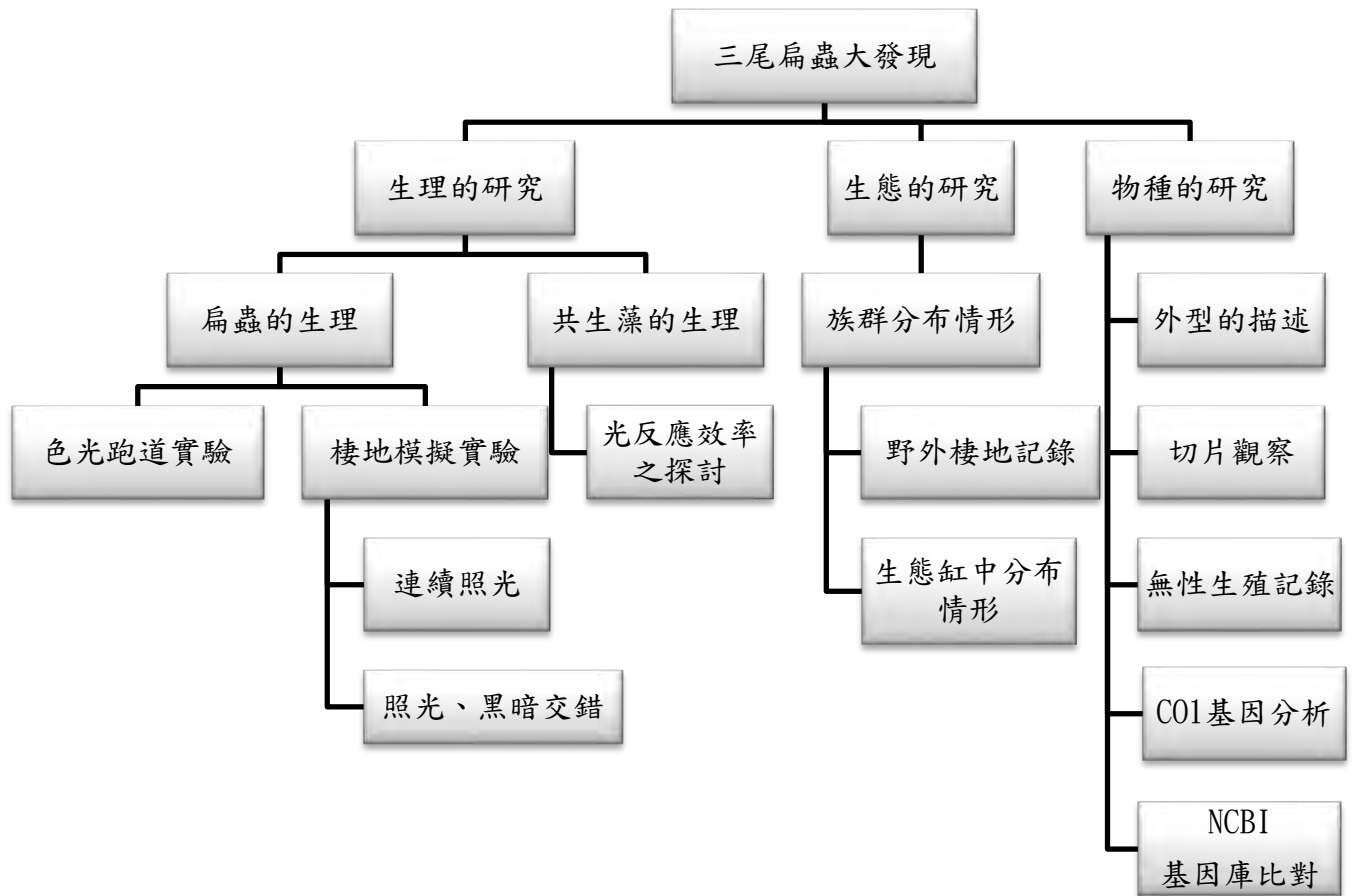 三尾扁蟲大發現
生理的研究
生態的研究
物種的研究
扁蟲的生理
共生藻的生理
族群分布情形
外型的描述
色光跑道實驗
棲地模擬實驗
光反應效率
之探討
野外棲地記錄
切片觀察
連續照光
生態缸中分布
情形
無性生殖記錄
照光、黑暗交錯
CO1基因分析
NCBI
基因庫比對